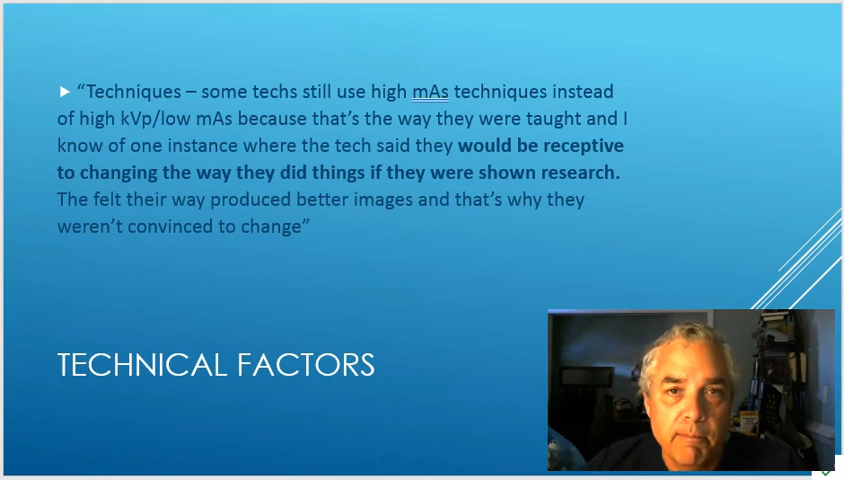 “Techniques – some techs still use high mAs techniques instead
of high kVp/low mAs because that’s the way they were taught and I
know of one instance where the tech said they would be receptive
to changing the way they did things if they were shown research.
The felt their way produced better images and that’s why they
weren’t convinced to change”
TECHNICAL FACTORS